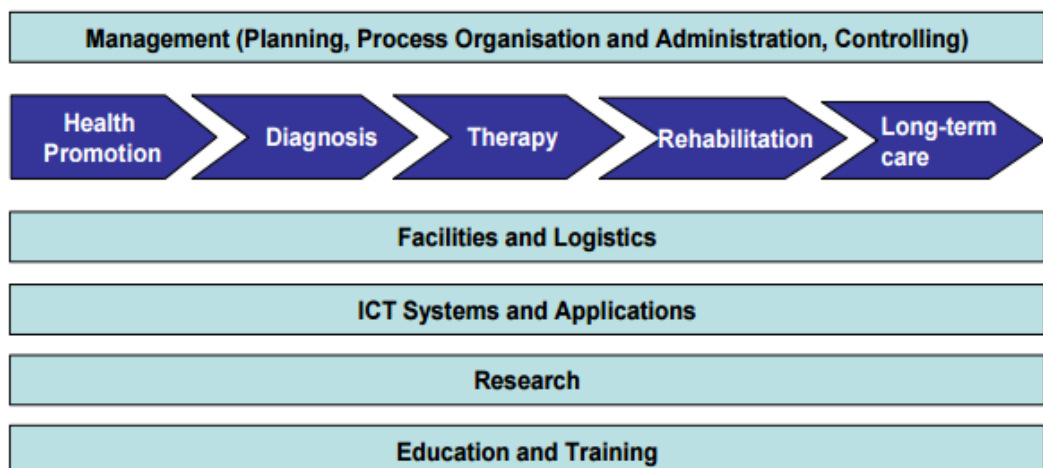 Management (Planning, Process Organisation and Administration, Controlling)
Health
Promotion
Diagnosis
Therapy
Rehabilitation
Long-term
care
Facilities and Logistics
ICT Systems and Applications
Research
Education and Training